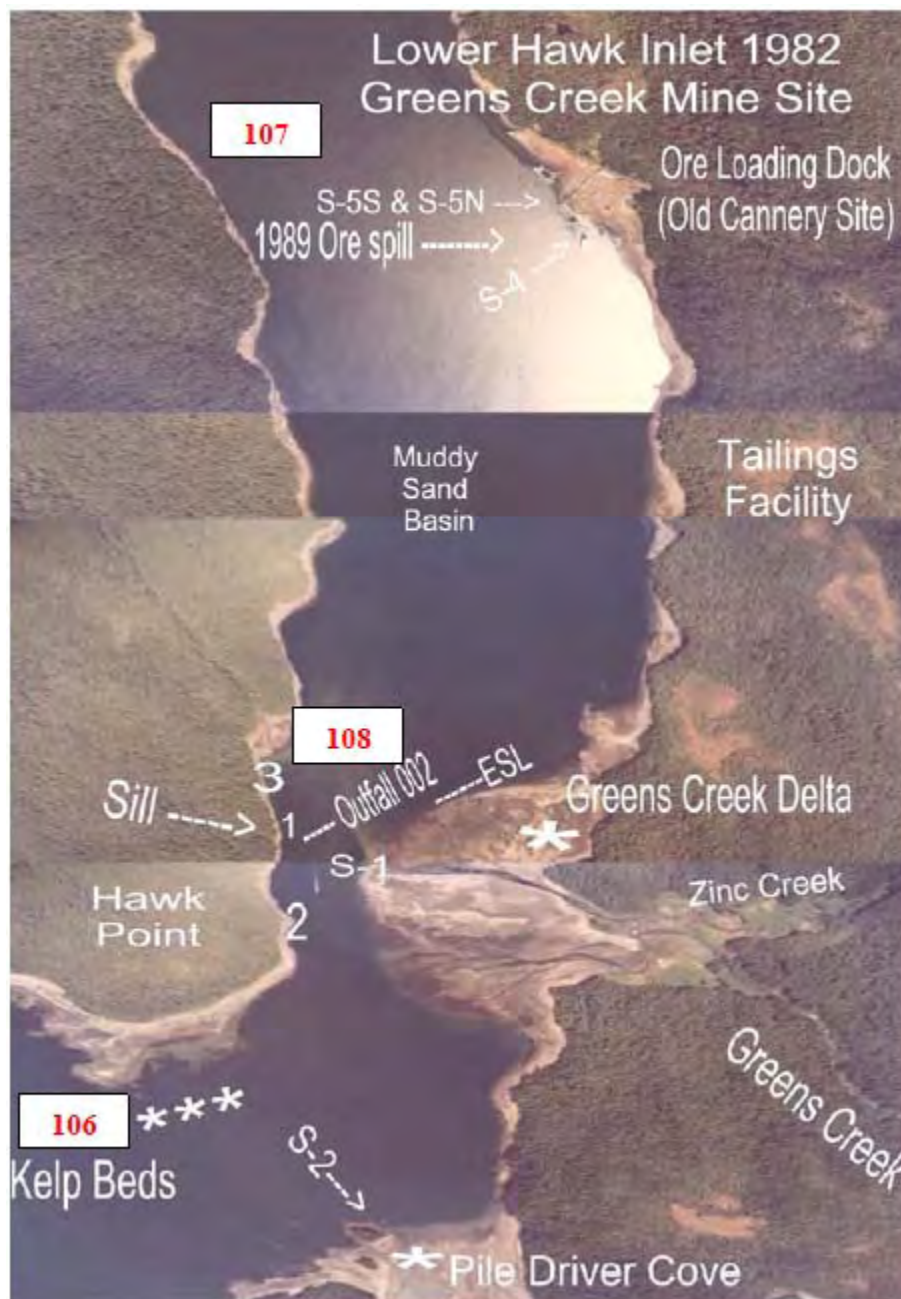 Lower Hawk Inlet 1982
Greens Creek Mine Site
107
Ore Loading Dock
(Old Cannery Site)
S-5S & S-5N --->
1989 Ore spill ------->
S-4 --->
Muddy
Sand
Basin
Tailings
Facility
108
3
Sill ----->
1
----Outfall 002
------ESL
Greens Creek Delta
*
S-1
Zinc Creek
Hawk
Point
2
Greens Creek
106
***
Kelp Beds
S-2--->
* Pile Driver Cove